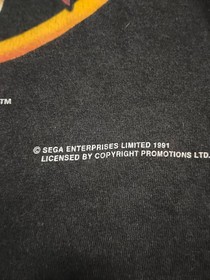 ™
© SEGA ENTERPRISES LIMITED 1991
LICENSED BY COPYRIGHT PROMOTIONS LTD.